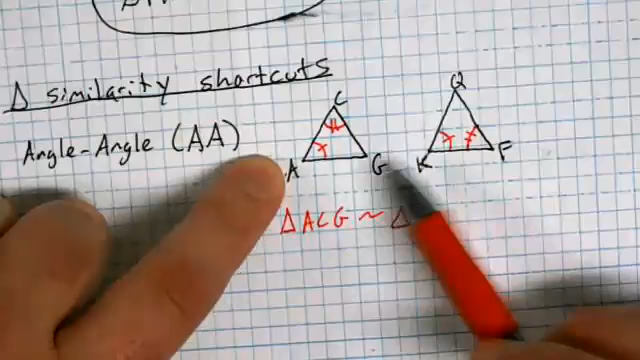 Δ similarity shortcuts
Angle-Angle (AA)
C
A
G
Q
K
F
ΔACG ~ Δ